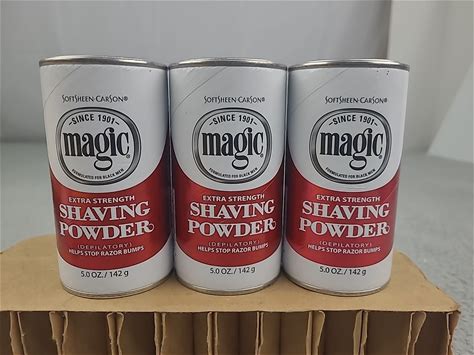 SOFTSHEEN·CARSON®
SINCE 1901
magic
FORMULATED FOR BLACK MEN
EXTRA STRENGTH
SHAVING
POWDER
(DEPILATORY)
HELPS STOP RAZOR BUMPS
5.0 OZ. / 142 g
SOFTSHEEN·CARSON®
SINCE 1901
magic
FORMULATED FOR BLACK MEN
EXTRA STRENGTH
SHAVING
POWDER
(DEPILATORY)
HELPS STOP RAZOR BUMPS
5.0 OZ. / 142 g
SOFTSHEEN·CARSON®
SINCE 1901
magic
FORMULATED FOR BLACK MEN
EXTRA STRENGTH
SHAVING
POWDER
(DEPILATORY)
HELPS STOP RAZOR BUMPS
5.0 OZ. / 142 g